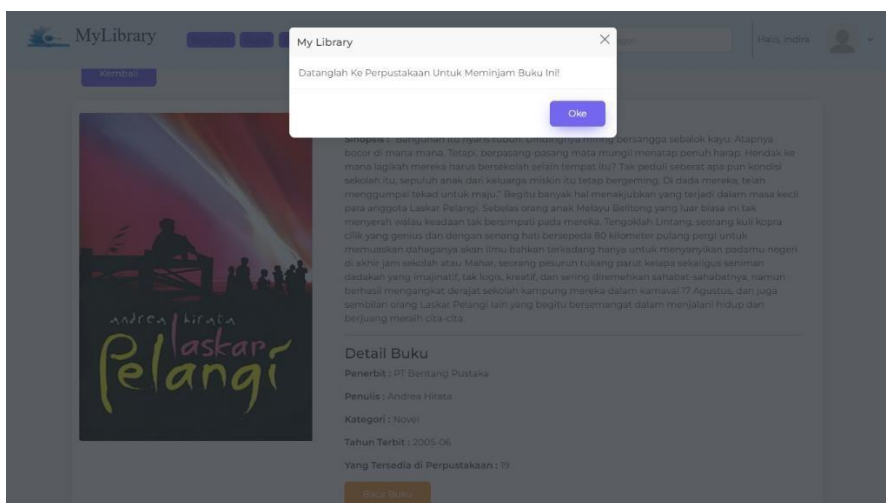 MyLibrary
Halo, Indira
Kembali
My Library
Datanglah Ke Perpustakaan Untuk Meminjam Buku Ini!
Oke
Sinopsis : "Bangunan itu nyaris rubuh. Dindingnya miring bersangga sebalok kayu. Atapnya
bocor di mana-mana. Tetapi, berpasang-pasang mata mungil menatap penuh harap. Hendak ke
mana lagikah mereka harus bersekolah selain tempat itu? Tak peduli seberat apa pun kondisi
sekolah itu, sepuluh anak dari keluarga miskin itu tetap bergeming. Di dada mereka, telah
menggumpal tekad untuk maju." Begitu banyak hal menakjubkan yang terjadi dalam masa kecil
para anggota Laskar Pelangi. Sebelas orang anak Melayu Belitong yang luar biasa ini tak
menyerah walau keadaan tak bersimpati pada mereka. Tengoklah Lintang, seorang kuli kopra
cilik yang genius dan dengan senang hati bersepeda 80 kilometer pulang pergi untuk
memuaskan dahaganya akan ilmu bahkan terkadang hanya untuk menyanyikan padamu negeri
di akhir jam sekolah atau Mahar, seorang pesuruh tukang parut kelapa sekaligus seniman
dadakan yang imajinatif, tak logis, kreatif, dan sering diremehkan sahabat-sahabatnya, namun
berhasil mengangkat derajat sekolah kampung mereka dalam karnaval 17 Agustus, dan juga
sembilan orang Laskar Pelangi lain yang begitu bersemangat dalam menjalani hidup dan
berjuang meraih cita-cita.
andrea hirata
laskar
Pelangi
Detail Buku
Penerbit : PT Bentang Pustaka
Penulis : Andrea Hirata
Kategori : Novel
Tahun Terbit : 2005-06
Yang Tersedia di Perpustakaan : 19
Baca Buku